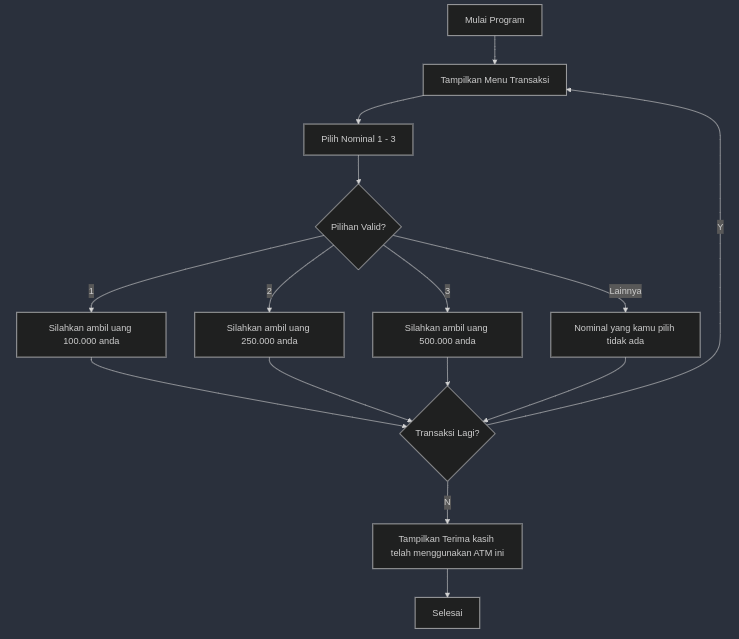 Mulai Program
Tampilkan Menu Transaksi
Pilih Nominal 1 - 3
Pilihan Valid?
Y
1
2
3
Lainnya
Silahkan ambil uang
100.000 anda
Silahkan ambil uang
250.000 anda
Silahkan ambil uang
500.000 anda
Nominal yang kamu pilih
tidak ada
Transaksi Lagi?
N
Tampilkan Terima kasih
telah menggunakan ATM ini
Selesai